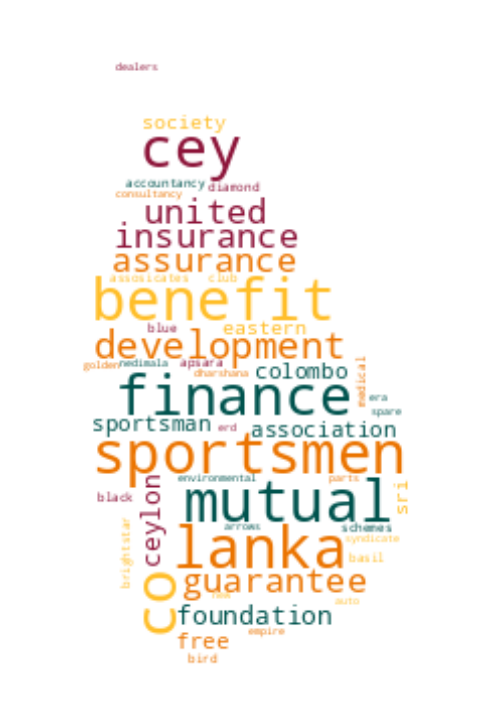 dealers
society
cey
accountancy diamond
consultancy
united
insurance
assurance
assosicates club
benefit
blue eastern
development
golden nedimala apsara
dharshana colombo medical
finance era
spare
sportsman erd association
sportsmen
environmental parts
black ceylon mutual sri
brightstar arrows schemes
lanka syndicate
basil
co guarantee
auto
foundation
empire
free
bird